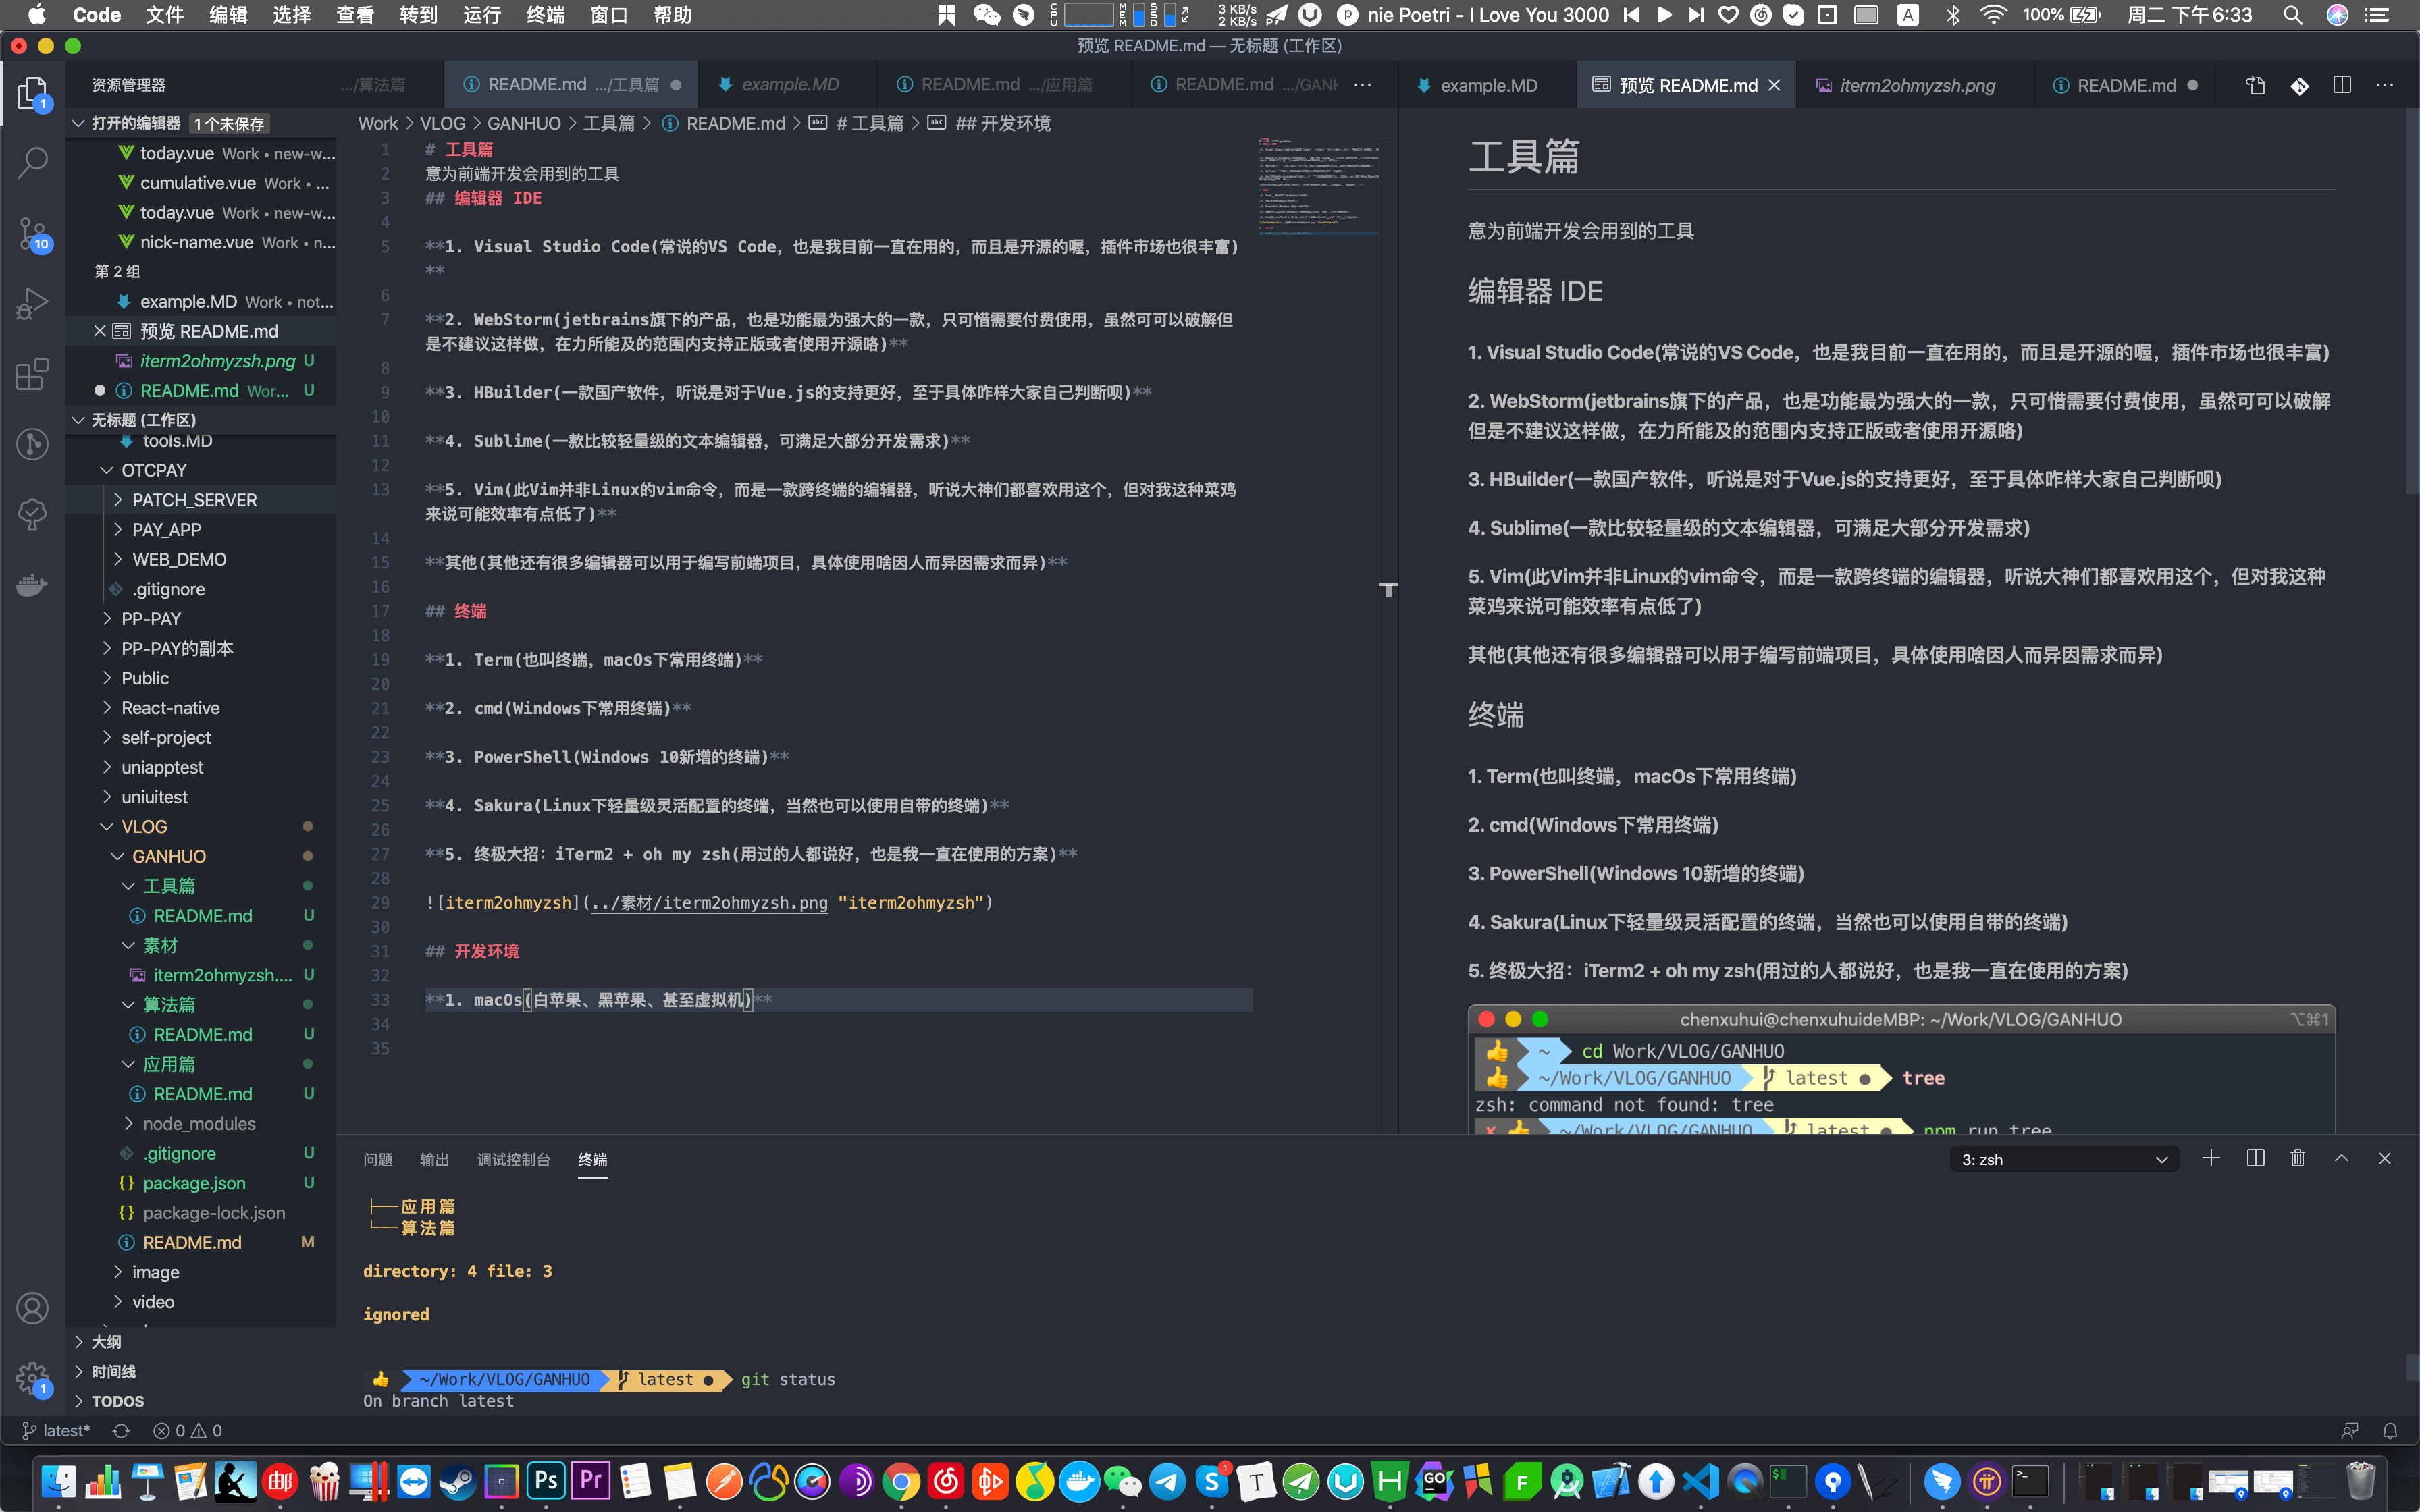 Code 文件 编辑 选择 查看 转到 运行 终端 窗口 帮助
CPU MEM SSD 3 KB/s 2 KB/s nie Poetri - I Love You 3000 A 100% 周二 下午6:33
预览 README.md — 无标题 (工作区)
资源管理器
.../算法篇 README.md .../工具篇 example.MD README.md .../应用篇 README.md .../GANH ···
example.MD 预览 README.md iterm2ohmyzsh.png README.md ···
打开的编辑器 1个未保存
today.vue Work • new-w...
cumulative.vue Work • ...
today.vue Work • new-w...
nick-name.vue Work • n...
第 2 组
example.MD Work • not...
预览 README.md
iterm2ohmyzsh.png U
README.md Wor... U
无标题 (工作区)
tools.MD
OTCPAY
PATCH_SERVER
PAY_APP
WEB_DEMO
.gitignore
PP-PAY
PP-PAY的副本
Public
React-native
self-project
uniapptest
uniuitest
VLOG
GANHUO
工具篇
README.md U
素材
iterm2ohmyzsh.... U
算法篇
README.md U
应用篇
README.md U
node_modules
.gitignore U
package.json U
package-lock.json
README.md M
image
video
大纲
时间线
TODOS
1
10
1
Work > VLOG > GANHUO > 工具篇 > README.md > # 工具篇 > ## 开发环境
1 # 工具篇
2 意为前端开发会用到的工具
3 ## 编辑器 IDE
4
5 **1. Visual Studio Code(常说的VS Code，也是我目前一直在用的，而且是开源的喔，插件市场也很丰富)
**
6
7 **2. WebStorm(jetbrains旗下的产品，也是功能最为强大的一款，只可惜需要付费使用，虽然可可以破解但
是不建议这样做，在力所能及的范围内支持正版或者使用开源咯)**
8
9 **3. HBuilder(一款国产软件，听说是对于Vue.js的支持更好，至于具体咋样大家自己判断呗)**
10
11 **4. Sublime(一款比较轻量级的文本编辑器，可满足大部分开发需求)**
12
13 **5. Vim(此Vim并非Linux的vim命令，而是一款跨终端的编辑器，听说大神们都喜欢用这个，但对我这种菜鸡
来说可能效率有点低了)**
14
15 **其他(其他还有很多编辑器可以用于编写前端项目，具体使用啥因人而异因需求而异)**
16
17 ## 终端
18
19 **1. Term(也叫终端，macOs下常用终端)**
20
21 **2. cmd(Windows下常用终端)**
22
23 **3. PowerShell(Windows 10新增的终端)**
24
25 **4. Sakura(Linux下轻量级灵活配置的终端，当然也可以使用自带的终端)**
26
27 **5. 终极大招：iTerm2 + oh my zsh(用过的人都说好，也是我一直在使用的方案)**
28
29 ![iterm2ohmyzsh](../素材/iterm2ohmyzsh.png "iterm2ohmyzsh")
30
31 ## 开发环境
32
33 **1. macOs(白苹果、黑苹果、甚至虚拟机)**
34
35
工具篇
意为前端开发会用到的工具
编辑器 IDE
1. Visual Studio Code(常说的VS Code，也是我目前一直在用的，而且是开源的喔，插件市场也很丰富)
2. WebStorm(jetbrains旗下的产品，也是功能最为强大的一款，只可惜需要付费使用，虽然可可以破解
但是不建议这样做，在力所能及的范围内支持正版或者使用开源咯)
3. HBuilder(一款国产软件，听说是对于Vue.js的支持更好，至于具体咋样大家自己判断呗)
4. Sublime(一款比较轻量级的文本编辑器，可满足大部分开发需求)
5. Vim(此Vim并非Linux的vim命令，而是一款跨终端的编辑器，听说大神们都喜欢用这个，但对我这种
菜鸡来说可能效率有点低了)
其他(其他还有很多编辑器可以用于编写前端项目，具体使用啥因人而异因需求而异)
终端
1. Term(也叫终端，macOs下常用终端)
2. cmd(Windows下常用终端)
3. PowerShell(Windows 10新增的终端)
4. Sakura(Linux下轻量级灵活配置的终端，当然也可以使用自带的终端)
5. 终极大招：iTerm2 + oh my zsh(用过的人都说好，也是我一直在使用的方案)
chenxuhui@chenxuhuideMBP: ~/Work/VLOG/GANHUO ⌥⌘1
~ cd Work/VLOG/GANHUO
~/Work/VLOG/GANHUO latest ● tree
zsh: command not found: tree
~/Work/VLOG/GANHUO latest ● npm run tree
问题 输出 调试控制台 终端 3: zsh
├──应用篇
└──算法篇
directory: 4 file: 3
ignored
~/Work/VLOG/GANHUO latest ● git status
On branch latest
latest* 0 0
邮 Ps Pr S 1 T U H GO F